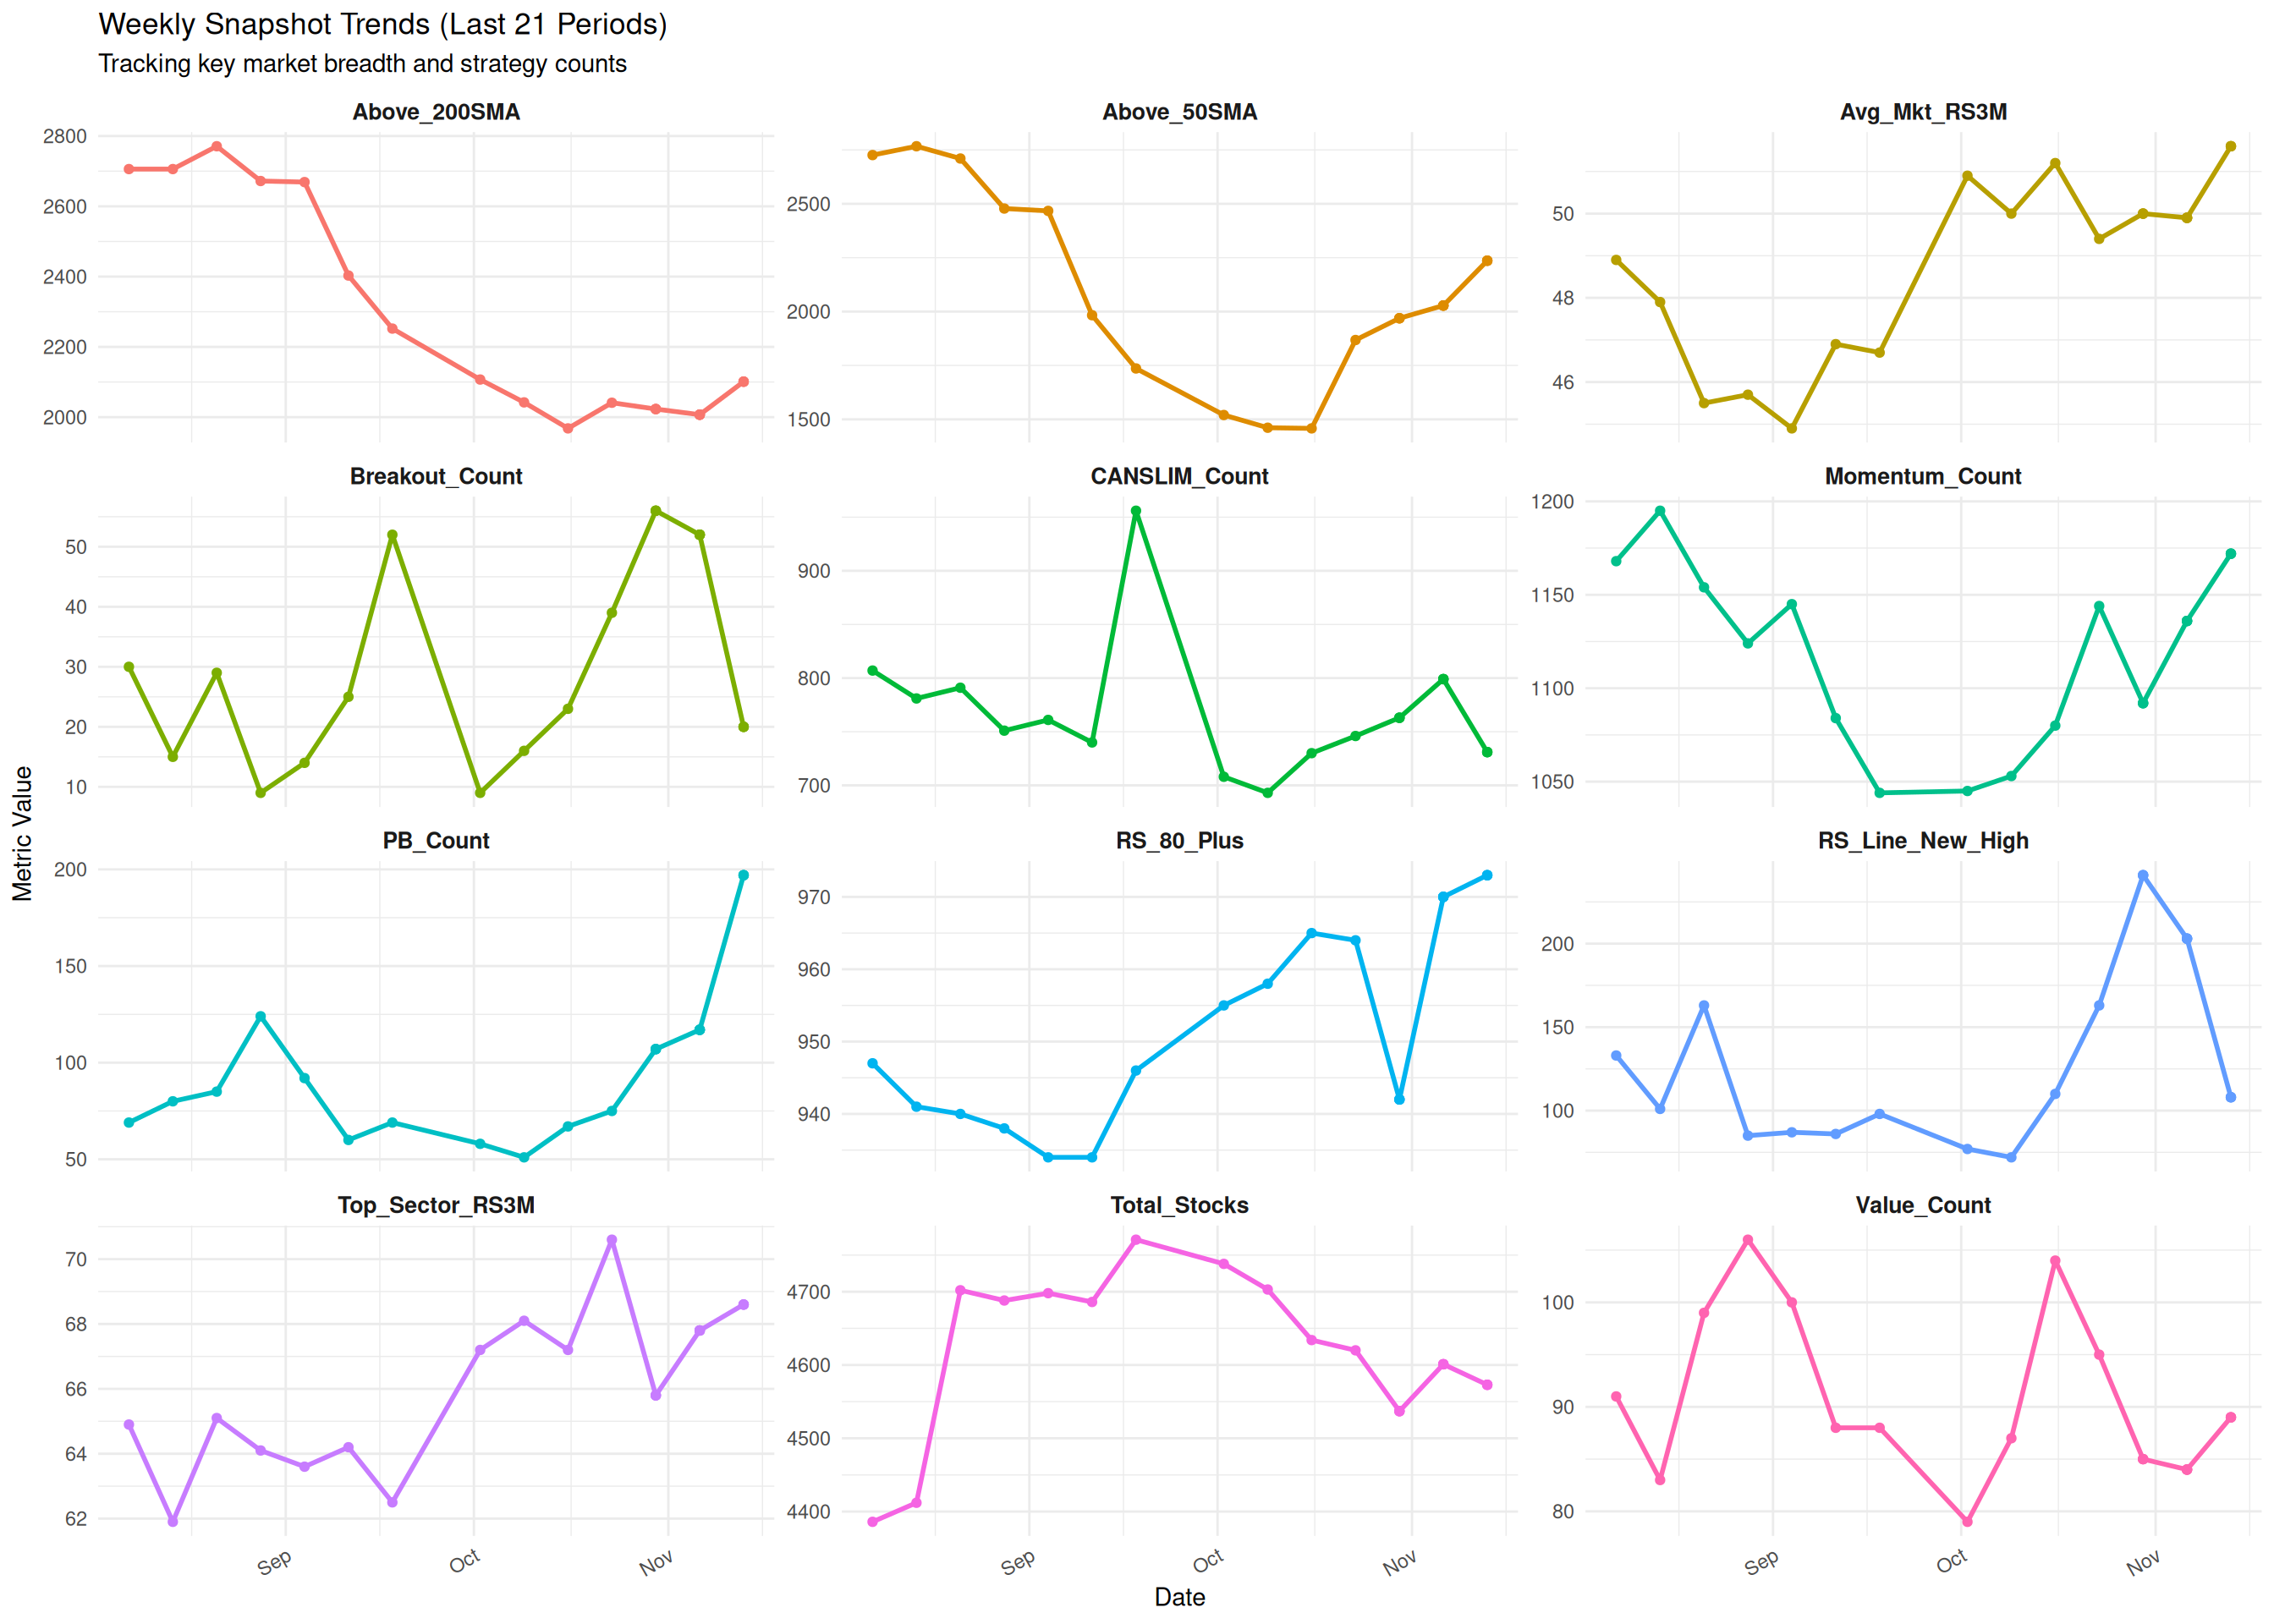 Weekly Snapshot Trends (Last 21 Periods)
Tracking key market breadth and strategy counts
Above_200SMA
Above_50SMA
Avg_Mkt_RS3M
2800
2600
2400
2200
2000
2500
2000
1500
50
48
46
Breakout_Count
CANSLIM_Count
Momentum_Count
50
40
30
20
10
900
800
700
1200
1150
1100
1050
Metric Value
PB_Count
RS_80_Plus
RS_Line_New_High
200
150
100
50
970
960
950
940
200
150
100
Top_Sector_RS3M
Total_Stocks
Value_Count
70
68
66
64
62
4700
4600
4500
4400
100
90
80
Sep
Oct
Nov
Sep
Oct
Nov
Sep
Oct
Nov
Date